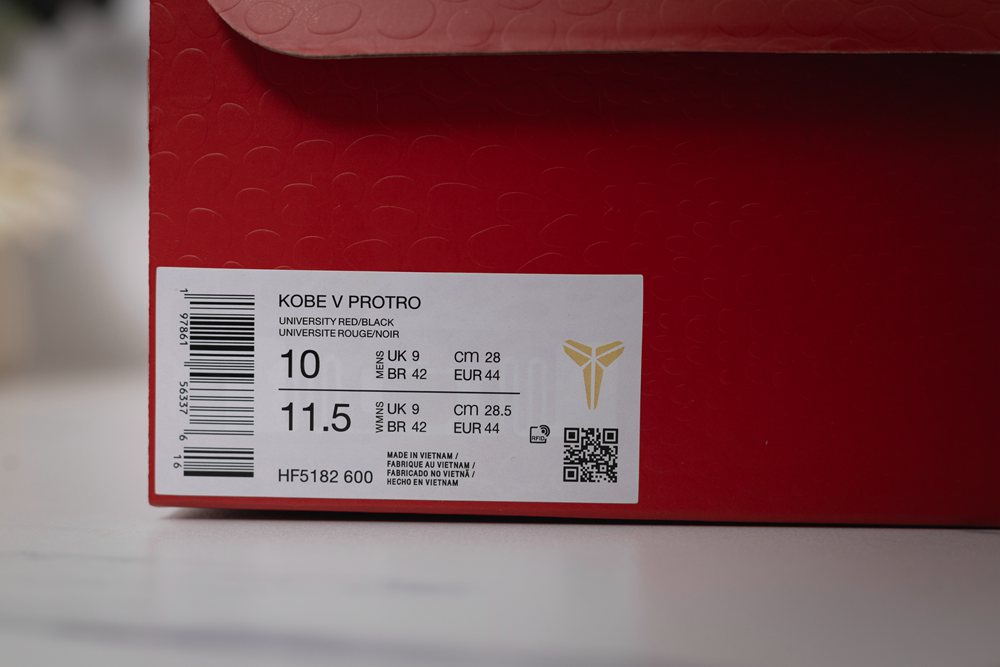 KOBE V PROTRO
UNIVERSITY RED/BLACK
UNIVERSITE ROUGE/NOIR
10 MENS UK 9 cm 28
BR 42 EUR 44
11.5 WMNS UK 9 cm 28.5
BR 42 EUR 44
RFID
HF5182 600
MADE IN VIETNAM /
FABRIQUE AU VIETNAM /
FABRICADO NO VIETNÃ /
HECHO EN VIETNAM
1 97861 56337 6 16